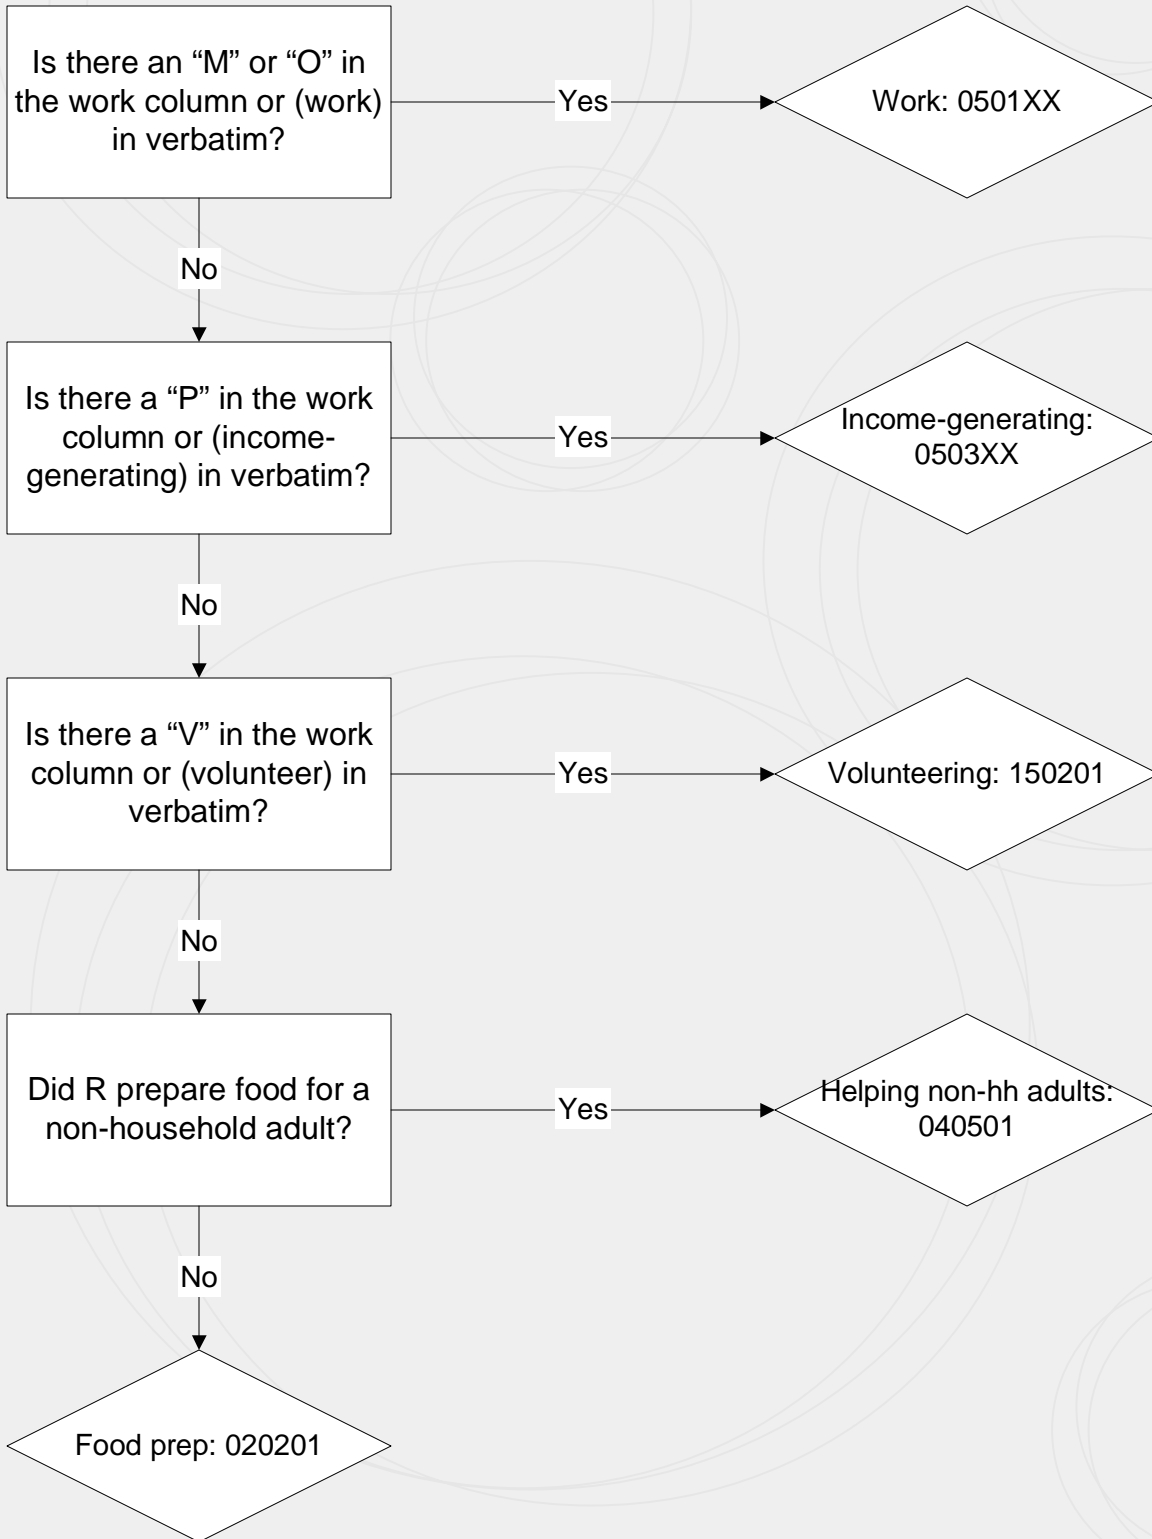 Is there an “M” or “O” in
the work column or (work)
in verbatim?
Yes
Work: 0501XX
No
Is there a “P” in the work
column or (income-
generating) in verbatim?
Yes
Income-generating:
0503XX
No
Is there a “V” in the work
column or (volunteer) in
verbatim?
Yes
Volunteering: 150201
No
Did R prepare food for a
non-household adult?
Yes
Helping non-hh adults:
040501
No
Food prep: 020201